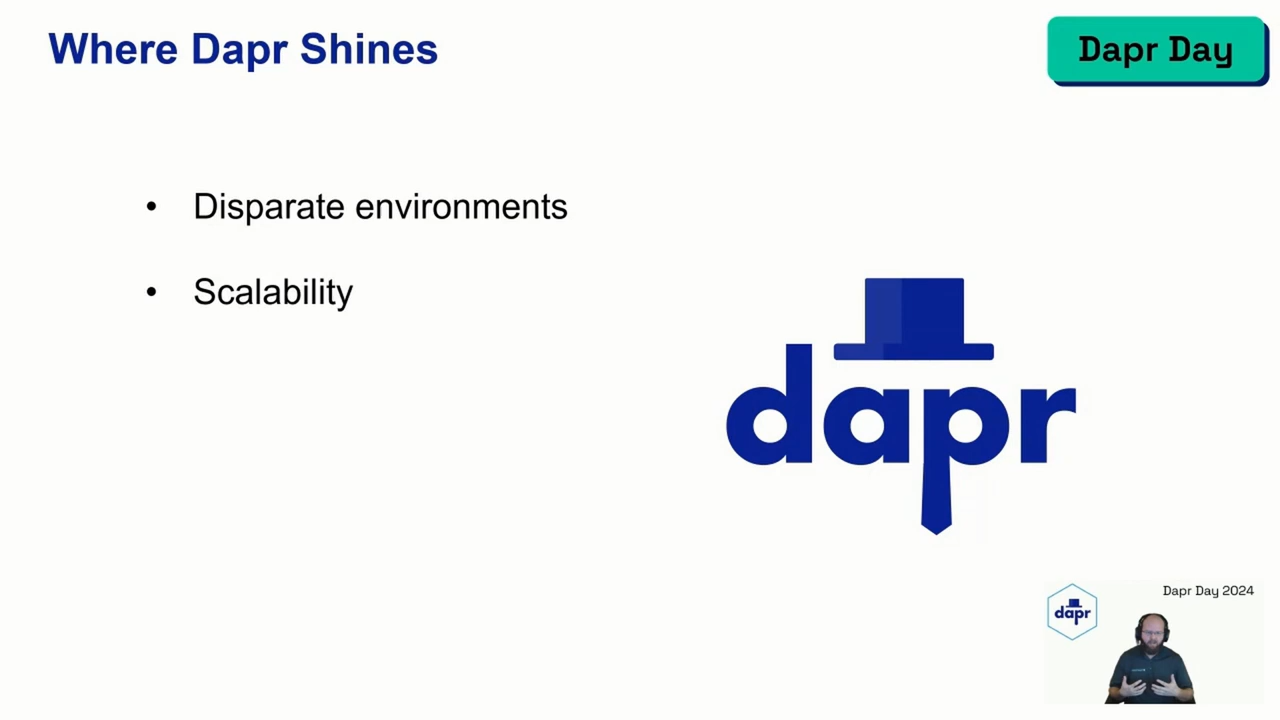 Where Dapr Shines
Dapr Day
• Disparate environments
• Scalability
dapr
Dapr Day 2024
dapr